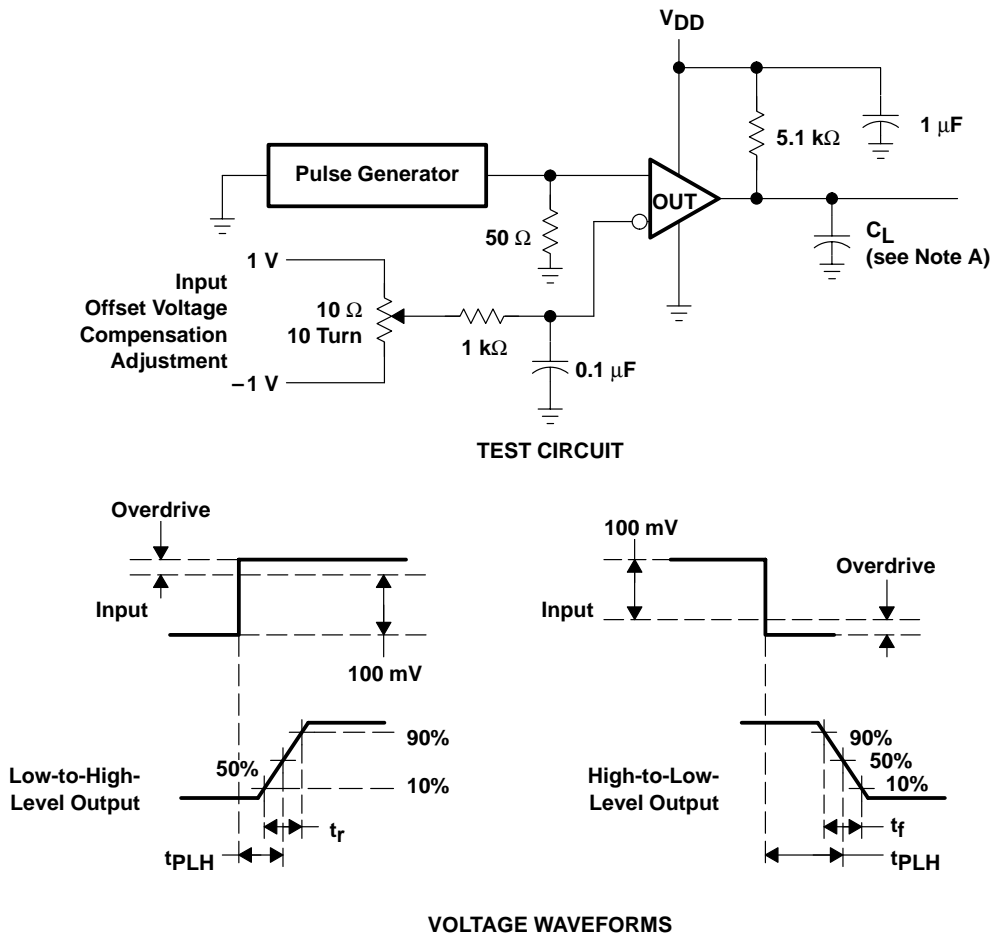 VDD
5.1 kΩ
1 μF
Pulse Generator
OUT
50 Ω
CL
(see Note A)
1 V
Input
Offset Voltage
Compensation
Adjustment
10 Ω
10 Turn
1 kΩ
0.1 μF
−1 V
TEST CIRCUIT
Overdrive
Input
100 mV
100 mV
Overdrive
Input
Low-to-High-
Level Output
50%
90%
10%
tr
tPLH
High-to-Low-
Level Output
90%
50%
10%
tf
tPLH
VOLTAGE WAVEFORMS